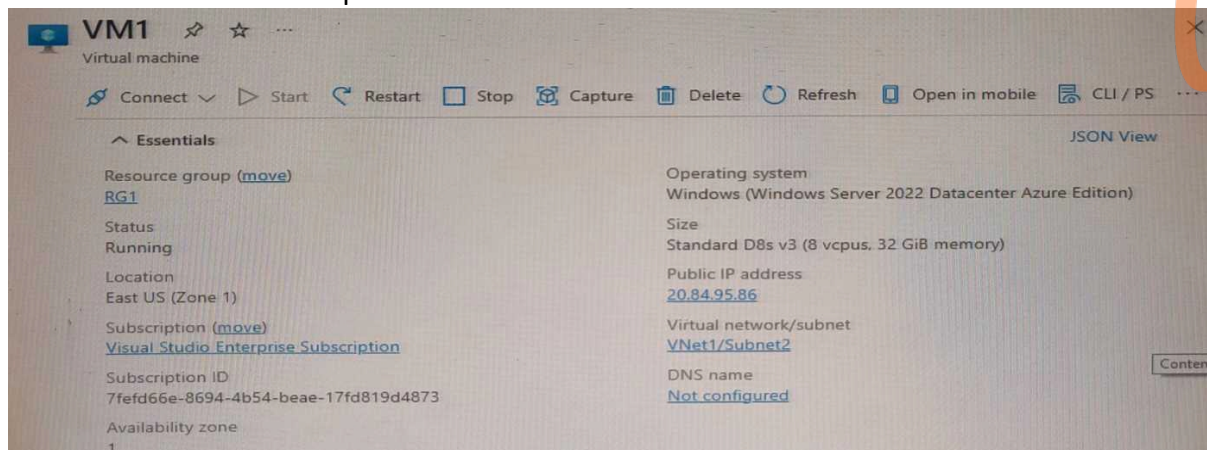 VM1
Virtual machine
Connect Start Restart Stop Capture Delete Refresh Open in mobile CLI / PS ...
Essentials
JSON View
Resource group (move)
RG1
Status
Running
Location
East US (Zone 1)
Subscription (move)
Visual Studio Enterprise Subscription
Subscription ID
7fefd66e-8694-4b54-beae-17fd819d4873
Availability zone
1
Operating system
Windows (Windows Server 2022 Datacenter Azure Edition)
Size
Standard D8s v3 (8 vcpus, 32 GiB memory)
Public IP address
20.84.95.86
Virtual network/subnet
VNet1/Subnet2
DNS name
Not configured